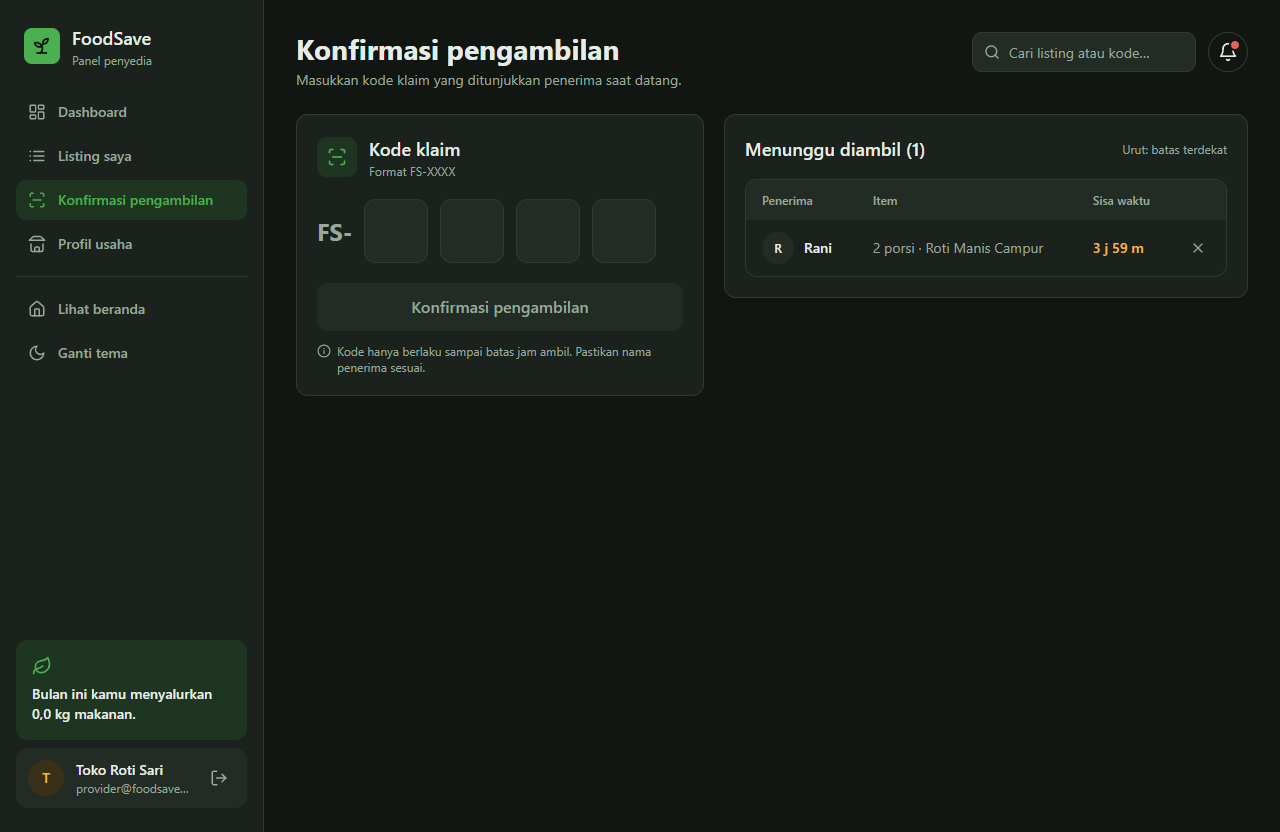 FoodSave
Panel penyedia
Dashboard
Listing saya
Konfirmasi pengambilan
Profil usaha
Lihat beranda
Ganti tema
Bulan ini kamu menyalurkan
0,0 kg makanan.
T
Toko Roti Sari
provider@foodsave...
Konfirmasi pengambilan
Masukkan kode klaim yang ditunjukkan penerima saat datang.
Cari listing atau kode...
Kode klaim
Format FS-XXXX
FS-
Konfirmasi pengambilan
Kode hanya berlaku sampai batas jam ambil. Pastikan nama
penerima sesuai.
Menunggu diambil (1)
Urut: batas terdekat
Penerima Item Sisa waktu
R Rani 2 porsi · Roti Manis Campur 3 j 59 m